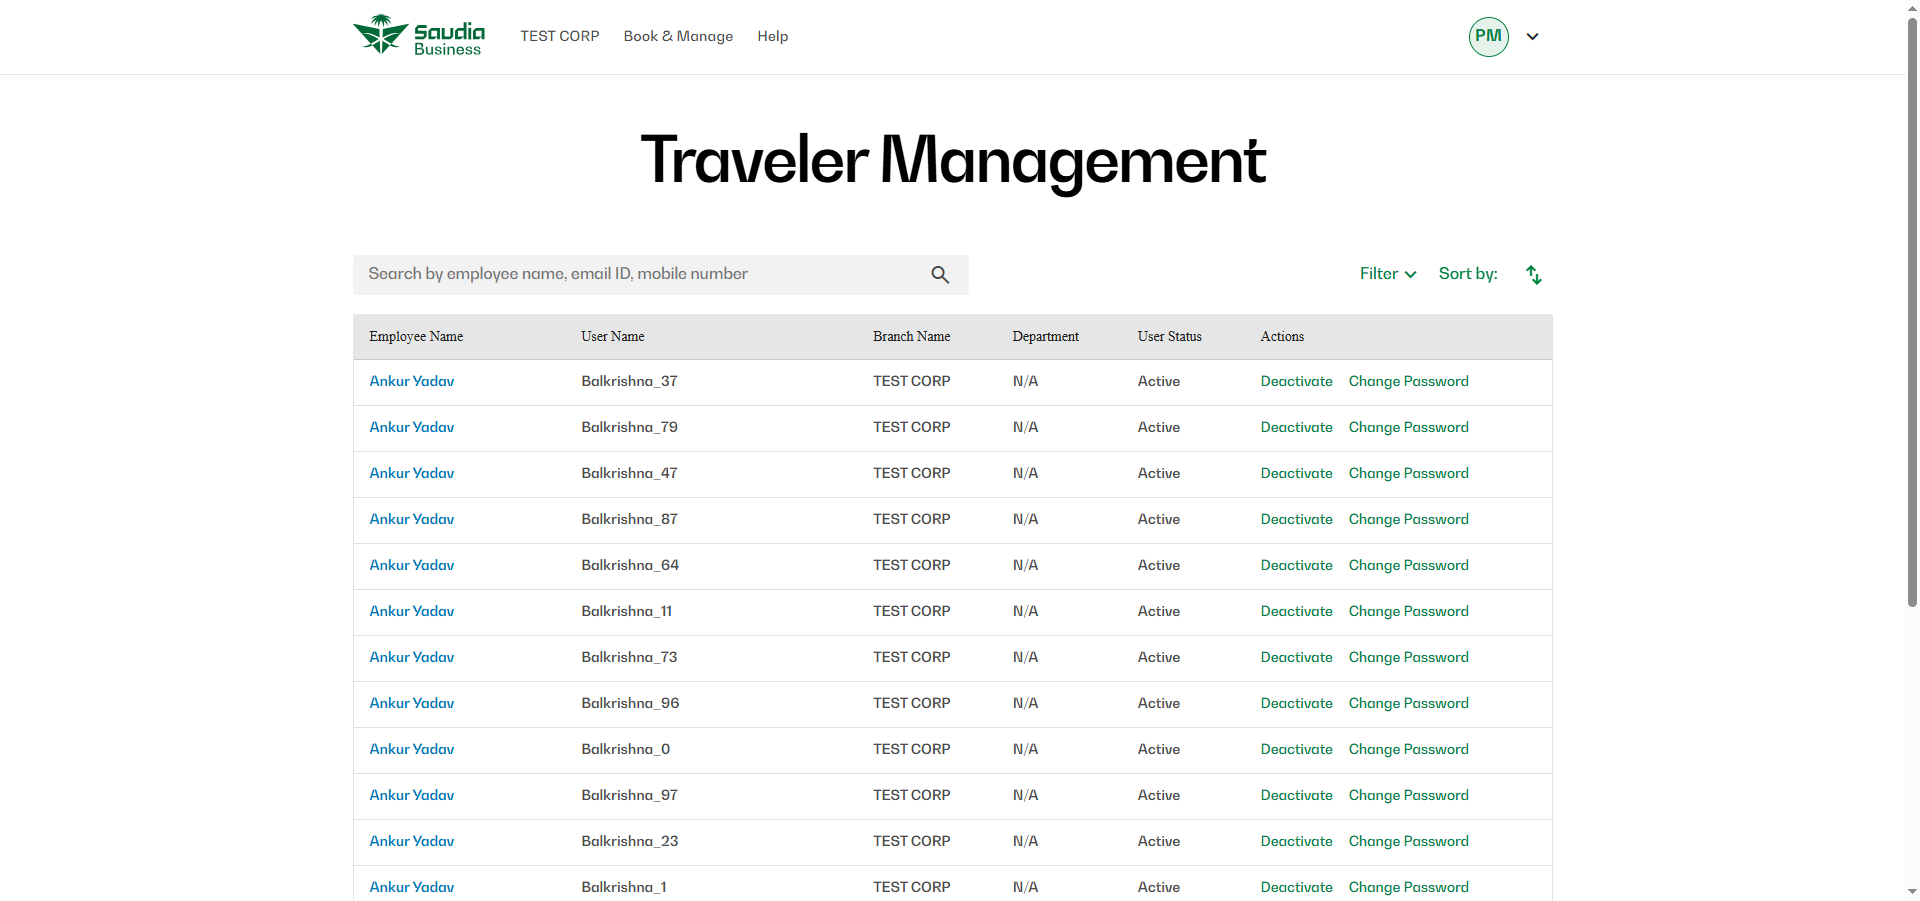 Saudia Business TEST CORP Book & Manage Help PM
Traveler Management
Search by employee name, email ID, mobile number Filter Sort by:
Employee Name User Name Branch Name Department User Status Actions
Ankur Yadav Balkrishna_37 TEST CORP N/A Active Deactivate Change Password
Ankur Yadav Balkrishna_79 TEST CORP N/A Active Deactivate Change Password
Ankur Yadav Balkrishna_47 TEST CORP N/A Active Deactivate Change Password
Ankur Yadav Balkrishna_87 TEST CORP N/A Active Deactivate Change Password
Ankur Yadav Balkrishna_64 TEST CORP N/A Active Deactivate Change Password
Ankur Yadav Balkrishna_11 TEST CORP N/A Active Deactivate Change Password
Ankur Yadav Balkrishna_73 TEST CORP N/A Active Deactivate Change Password
Ankur Yadav Balkrishna_96 TEST CORP N/A Active Deactivate Change Password
Ankur Yadav Balkrishna_0 TEST CORP N/A Active Deactivate Change Password
Ankur Yadav Balkrishna_97 TEST CORP N/A Active Deactivate Change Password
Ankur Yadav Balkrishna_23 TEST CORP N/A Active Deactivate Change Password
Ankur Yadav Balkrishna_1 TEST CORP N/A Active Deactivate Change Password